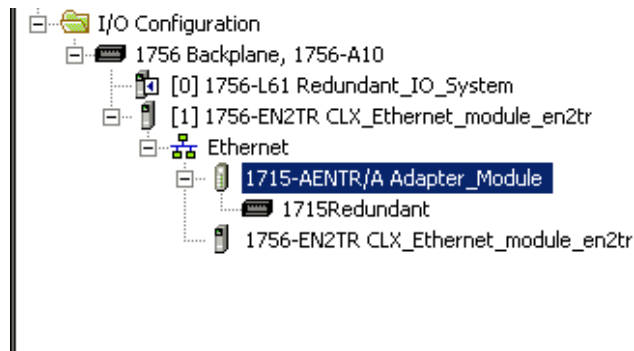 I/O Configuration
1756 Backplane, 1756-A10
[0] 1756-L61 Redundant_IO_System
[1] 1756-EN2TR CLX_Ethernet_module_en2tr
Ethernet
1715-AENTR/A Adapter_Module
1715Redundant
1756-EN2TR CLX_Ethernet_module_en2tr